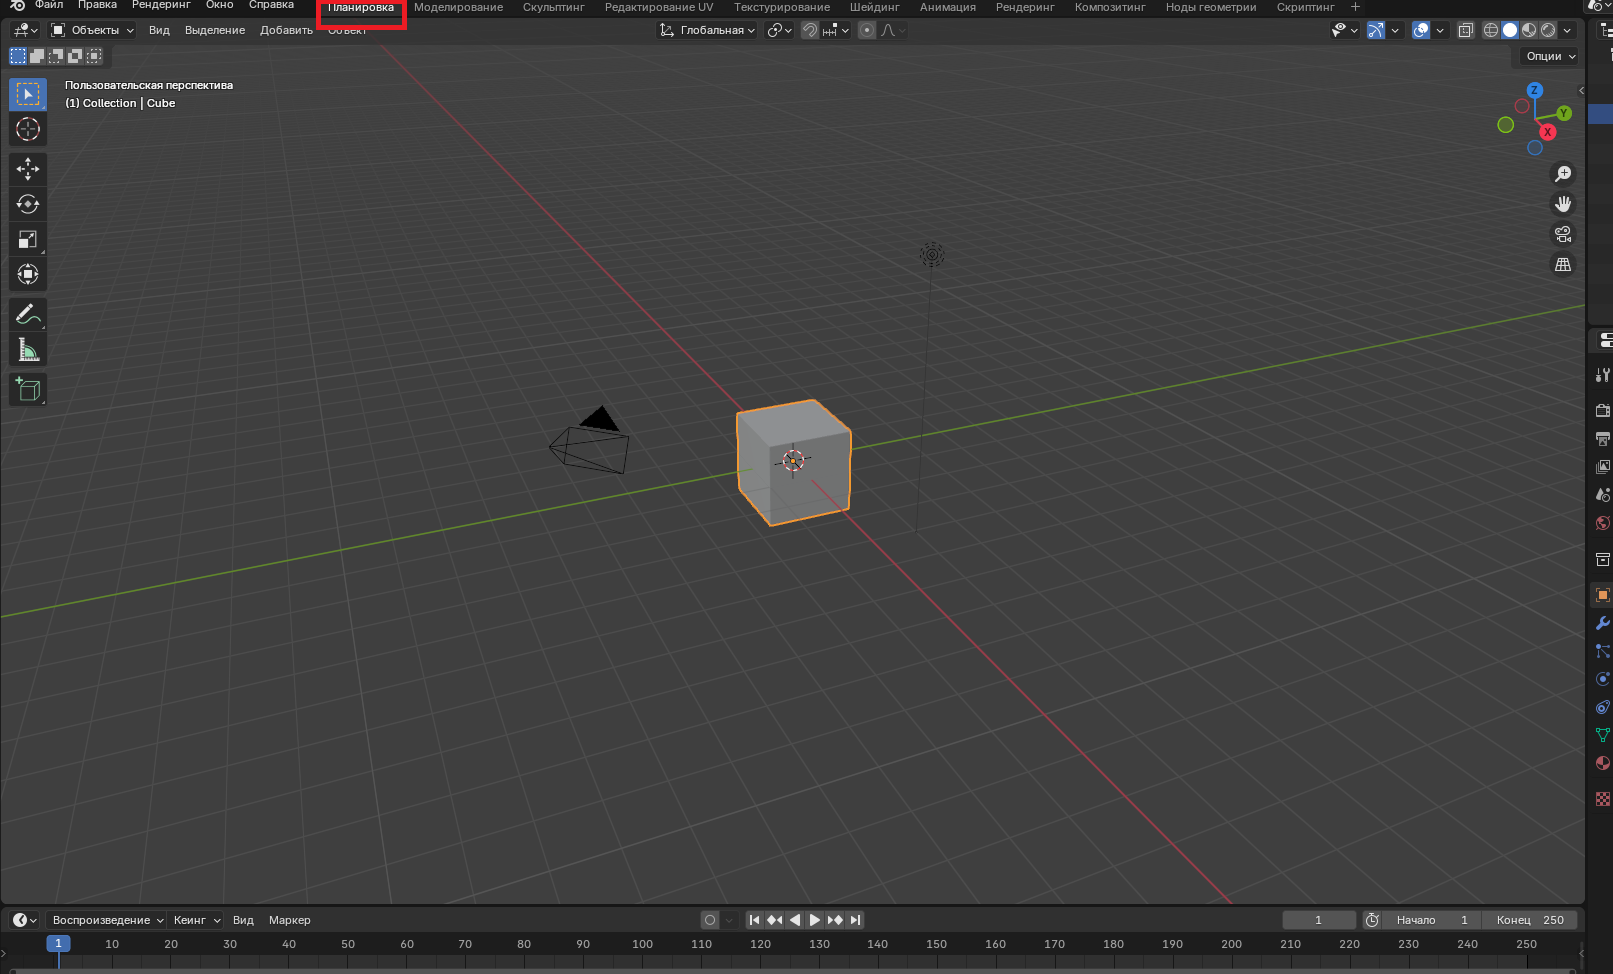 Файл Правка Рендеринг Окно Справка Планировка Моделирование Скульптинг Редактирование UV Текстурирование Шейдинг Анимация Рендеринг Композитинг Ноды геометрии Скриптинг +
Объекты Вид Выделение Добавить Объект Глобальная
Опции
Пользовательская перспектива
(1) Collection | Cube
Z
Y
X
Воспроизведение Кеинг Вид Маркер 1 Начало 1 Конец 250
1 10 20 30 40 50 60 70 80 90 100 110 120 130 140 150 160 170 180 190 200 210 220 230 240 250